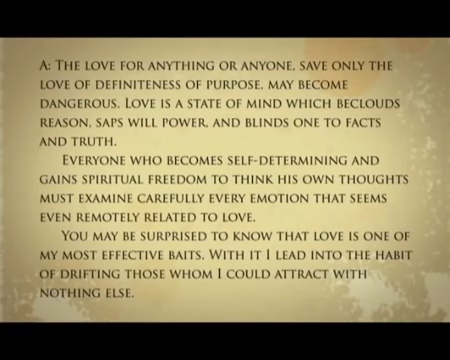 A: The love for anything or anyone, save only the
love of definiteness of purpose, may become
dangerous. Love is a state of mind which beclouds
reason, saps will power, and blinds one to facts
and truth.
Everyone who becomes self-determining and
gains spiritual freedom to think his own thoughts
must examine carefully every emotion that seems
even remotely related to love.
You may be surprised to know that love is one of
my most effective baits. With it I lead into the habit
of drifting those whom I could attract with
nothing else.